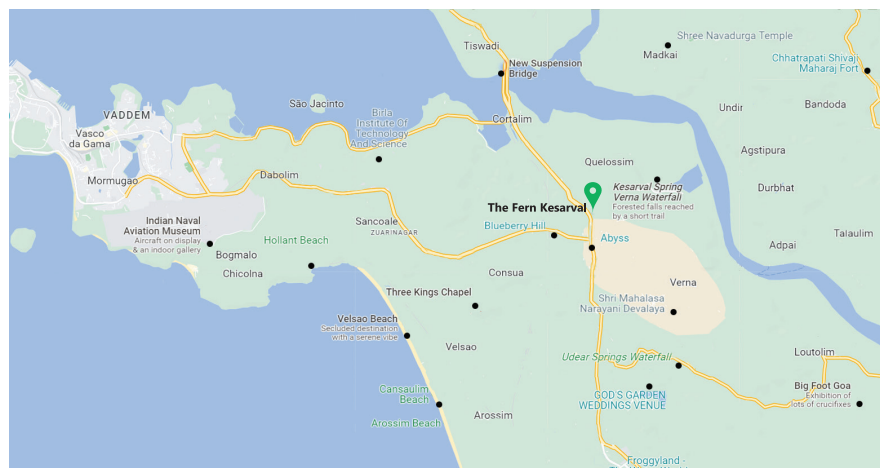 Tiswadi
Shree Navadurga Temple
Madkai
New Suspension
Bridge
Chhatrapati Shivaji
Maharaj Fort
São Jacinto
Undir
Bandoda
VADDEM
Birla
Institute Of
Technology
And Science
Cortalim
Vasco
da Gama
Agstipura
Quelossim
Dabolim
Mormugao
Kesarval Spring
Verna Waterfall
Forested falls reached
by a short trail
Durbhat
The Fern Kesarval
Indian Naval
Aviation Museum
Aircraft on display
& an indoor gallery
Sancoale
ZUARINAGAR
Blueberry Hill
Talaulim
Hollant Beach
Abyss
Adpai
Bogmalo
Chicolna
Consua
Verna
Three Kings Chapel
Shri Mahalasa
Narayani Devalaya
Velsao Beach
Secluded destination
with a serene vibe
Velsao
Udear Springs Waterfall
Loutolim
Cansaulim
Beach
GOD'S GARDEN
WEDDINGS VENUE
Big Foot Goa
Exhibition of
lots of crucifixes
Arossim
Arossim Beach
Froggyland -